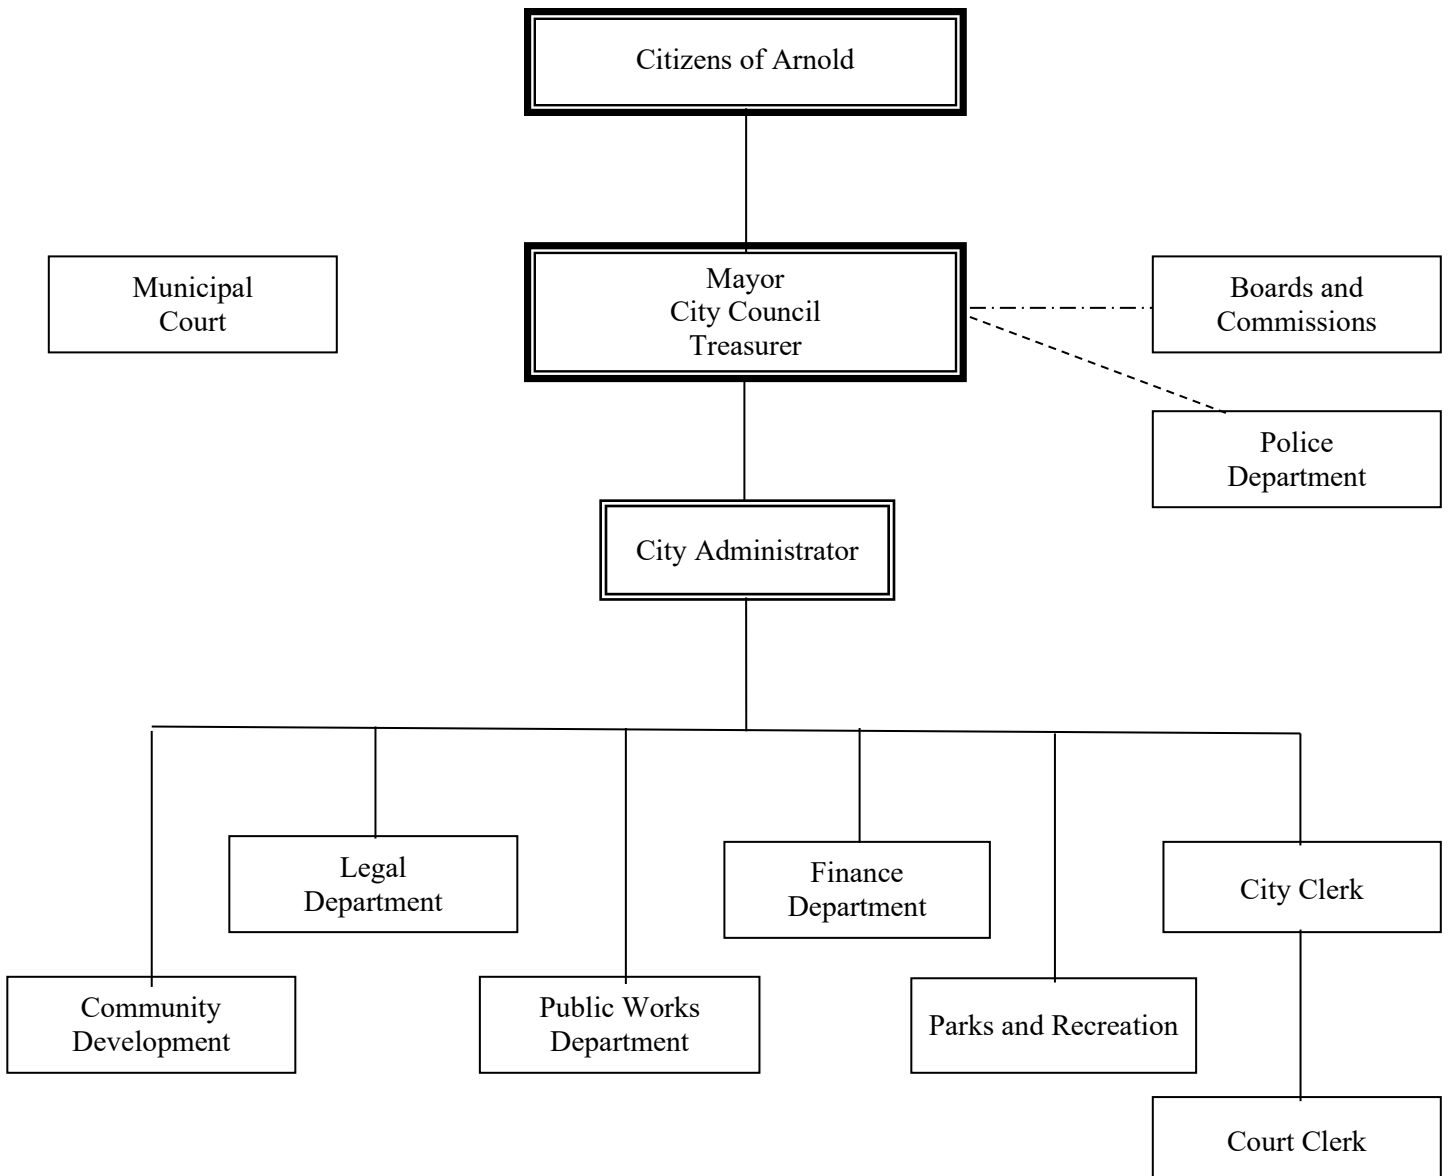 Citizens of Arnold
Municipal
Court
Mayor
City Council
Treasurer
Boards and
Commissions
Police
Department
City Administrator
Legal
Department
Finance
Department
City Clerk
Community
Development
Public Works
Department
Parks and Recreation
Court Clerk